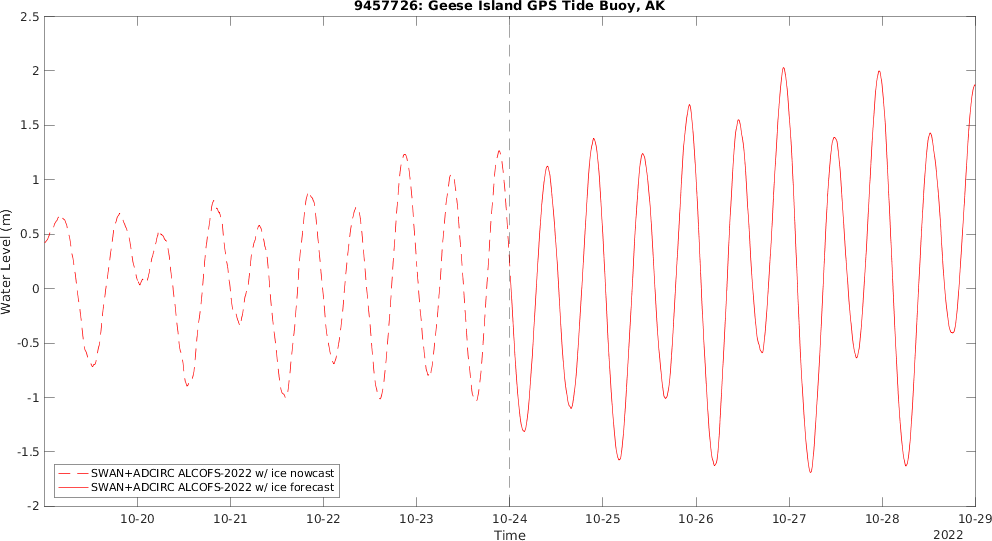 9457726: Geese Island GPS Tide Buoy, AK
2.5
2
1.5
1
0.5
0
-0.5
-1
-1.5
-2
Water Level (m)
SWAN+ADCIRC ALCOFS-2022 w/ ice nowcast
SWAN+ADCIRC ALCOFS-2022 w/ ice forecast
10-20 10-21 10-22 10-23 10-24 10-25 10-26 10-27 10-28 10-29
Time
2022